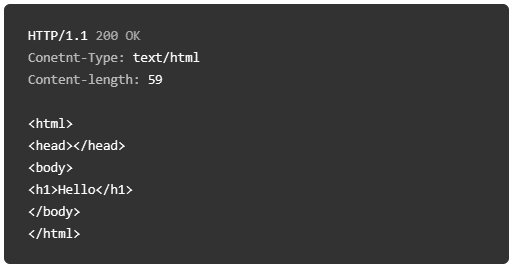 HTTP/1.1 200 OK
Conetnt-Type: text/html
Content-length: 59

<html>
<head></head>
<body>
<h1>Hello</h1>
</body>
</html>